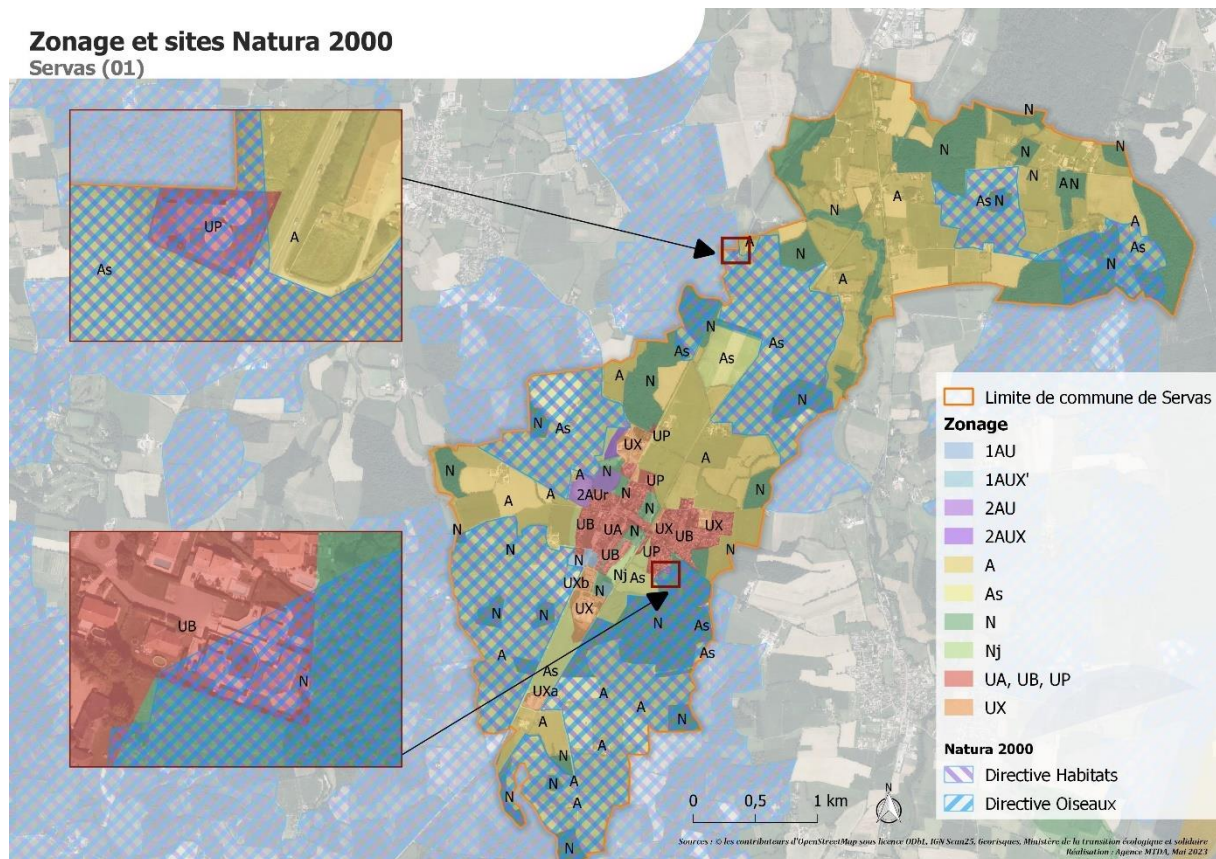 Zonage et sites Natura 2000
Servas (01)
UP
A
As
UB
N
N
N
N
N
N
A
N
A
N
As
N
A
As
N
N
A
N
A
N
As
As
As
N
A
N
N
As
UX
UP
A
N
A
N
UP
N
A
A
2AUr
N
N
N
UB
UA
N
UX
UB
UX
N
UB
UP
N
N
Nj
As
UXb
N
UX
N
N
N
N
As
As
A
As
UXa
A
A
A
N
A
N
N
A
A
N
N
Limite de commune de Servas
Zonage
1AU
1AUX'
2AU
2AUX
A
As
N
Nj
UA, UB, UP
UX
Natura 2000
Directive Habitats
Directive Oiseaux
0 0,5 1 km
N
Sources : © les contributeurs d'OpenStreetMap sous licence ODbL, IGN Scan25, Georisques, Ministère de la transition écologique et solidaire
Réalisation : Agence MTDA, Mai 2023